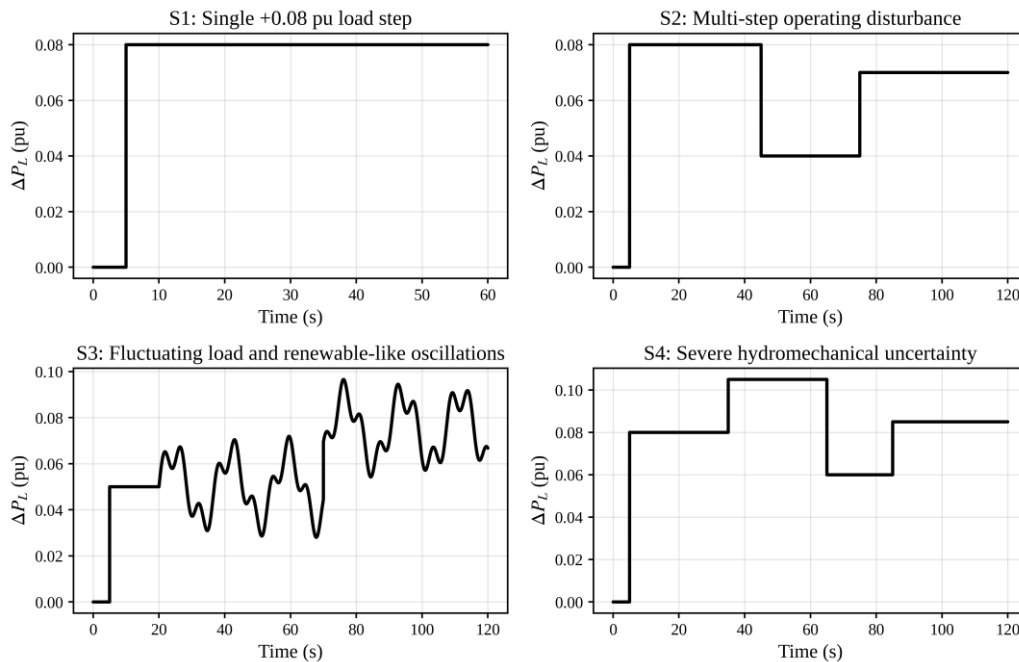 S1: Single +0.08 pu load step
0.08
0.06
0.04
0.02
0.00
ΔP_L (pu)
0 10 20 30 40 50 60
Time (s)
S2: Multi-step operating disturbance
0.08
0.06
0.04
0.02
0.00
ΔP_L (pu)
0 20 40 60 80 100 120
Time (s)
S3: Fluctuating load and renewable-like oscillations
0.10
0.08
0.06
0.04
0.02
0.00
ΔP_L (pu)
0 20 40 60 80 100 120
Time (s)
S4: Severe hydromechanical uncertainty
0.10
0.08
0.06
0.04
0.02
0.00
ΔP_L (pu)
0 20 40 60 80 100 120
Time (s)